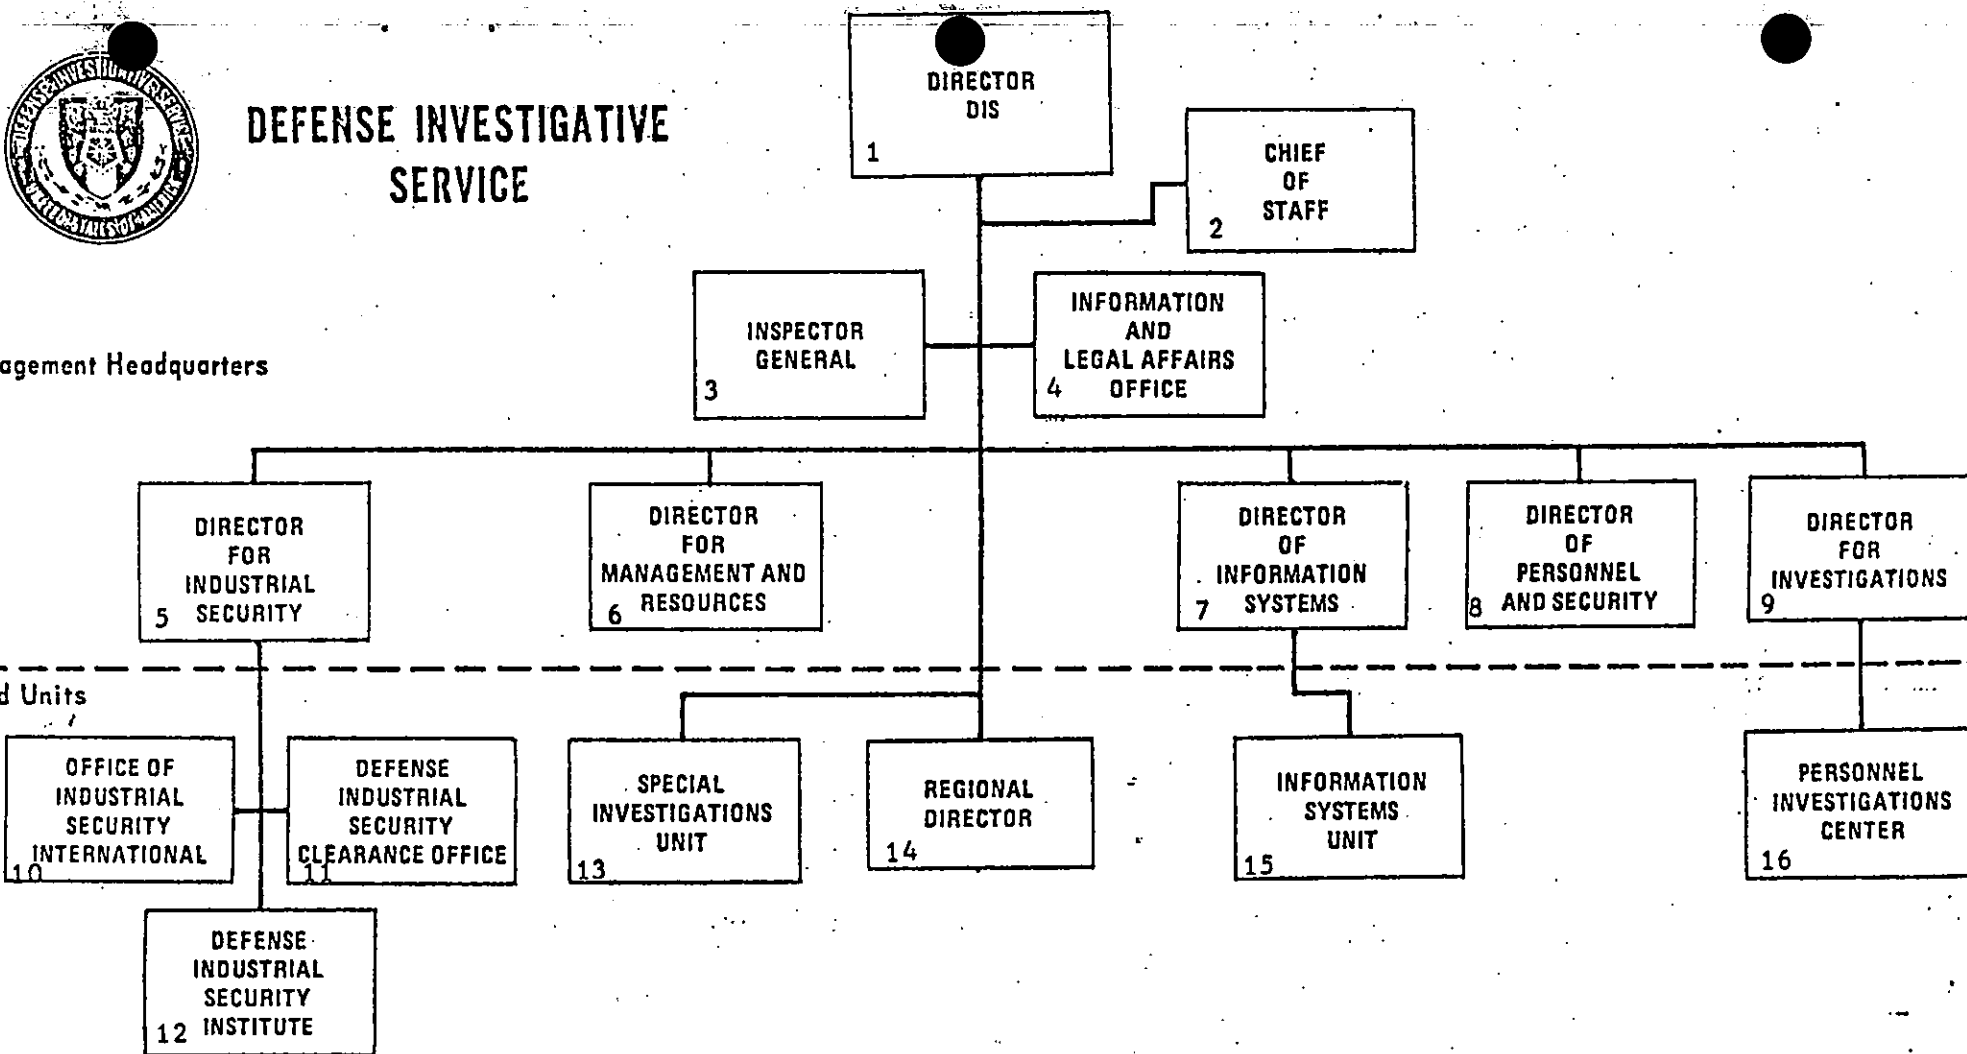 DEFENSE INVESTIGATIVE
SERVICE
DIRECTOR
DIS
1
CHIEF
OF
STAFF
2
INSPECTOR
GENERAL
3
INFORMATION
AND
LEGAL AFFAIRS
OFFICE
4
agement Headquarters
DIRECTOR
FOR
INDUSTRIAL
SECURITY
5
DIRECTOR
FOR
MANAGEMENT AND
RESOURCES
6
DIRECTOR
OF
INFORMATION
SYSTEMS
7
DIRECTOR
OF
PERSONNEL
AND SECURITY
8
DIRECTOR
FOR
INVESTIGATIONS
9
d Units
OFFICE OF
INDUSTRIAL
SECURITY
INTERNATIONAL
10
DEFENSE
INDUSTRIAL
SECURITY
CLEARANCE OFFICE
11
DEFENSE
INDUSTRIAL
SECURITY
INSTITUTE
12
SPECIAL
INVESTIGATIONS
UNIT
13
REGIONAL
DIRECTOR
14
INFORMATION
SYSTEMS
UNIT
15
PERSONNEL
INVESTIGATIONS
CENTER
16